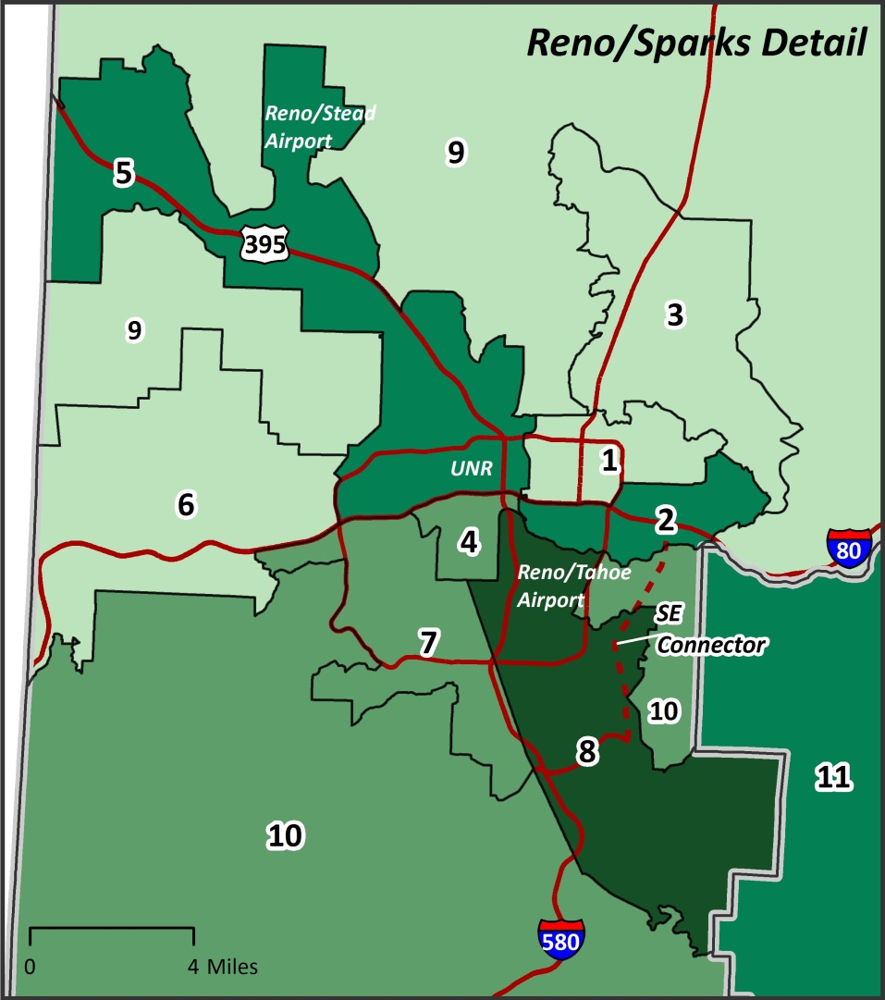 Reno/Sparks Detail
Reno/Stead
Airport
9
5
395
3
9
UNR
1
6
2
4
80
Reno/Tahoe
Airport
SE
Connector
7
10
8
11
10
580
0 4 Miles